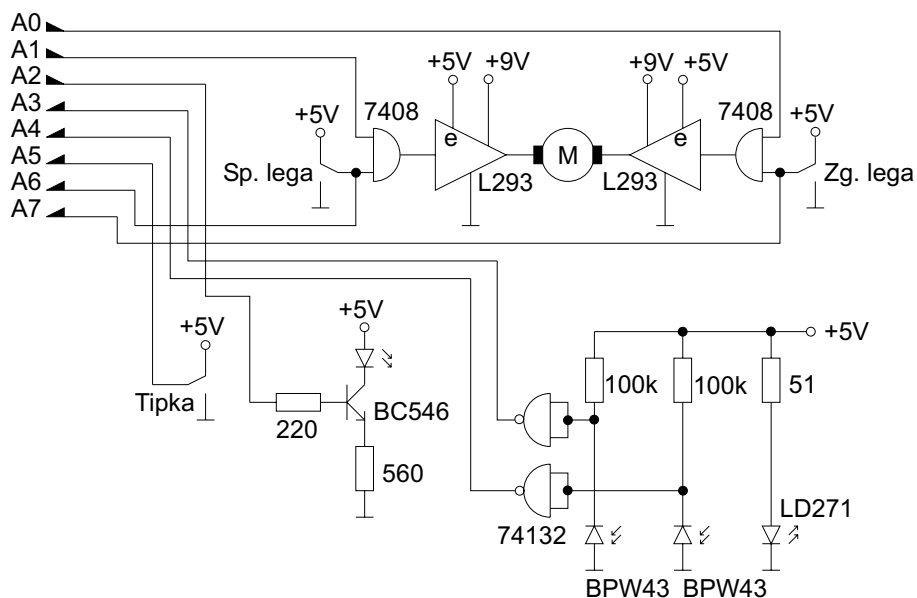 A0
A1
A2
A3
A4
A5
A6
A7
+5V
+9V
+9V
+5V
+5V
7408
7408
+5V
e
e
M
Sp. lega
L293
L293
Zg. lega
+5V
+5V
+5V
Tipka
220
BC546
560
100k
100k
51
74132
LD271
BPW43
BPW43